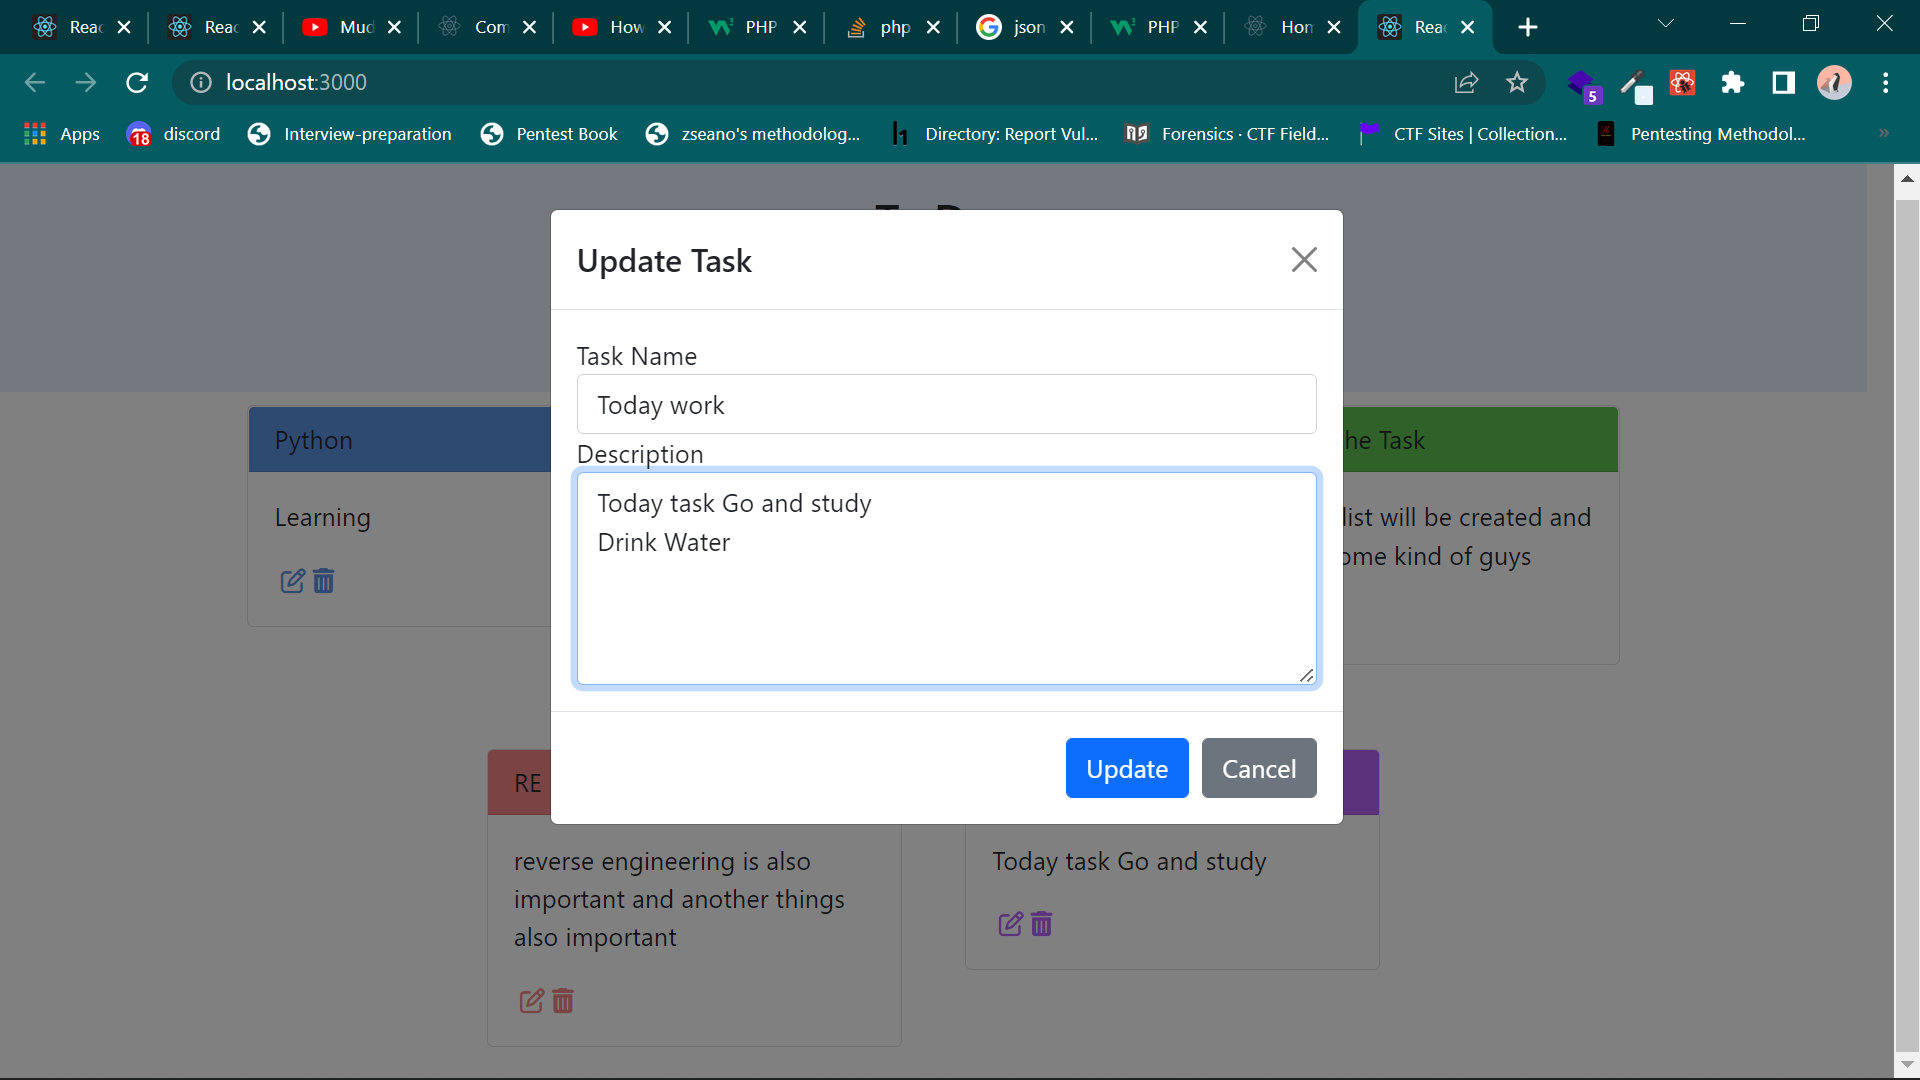 Reac
Reac
Mud
Com
How
PHP
php
json
PHP
Hom
Reac
localhost:3000
5
Apps
18
discord
Interview-preparation
Pentest Book
zseano's methodolog...
h1
Directory: Report Vul...
Forensics · CTF Field...
CTF Sites | Collection...
Pentesting Methodol...
»
Update Task
Task Name
Today work
Description
Today task Go and study
Drink Water
Update
Cancel
Python
Learning
he Task
list will be created and
ome kind of guys
RE
reverse engineering is also
important and another things
also important
Today task Go and study